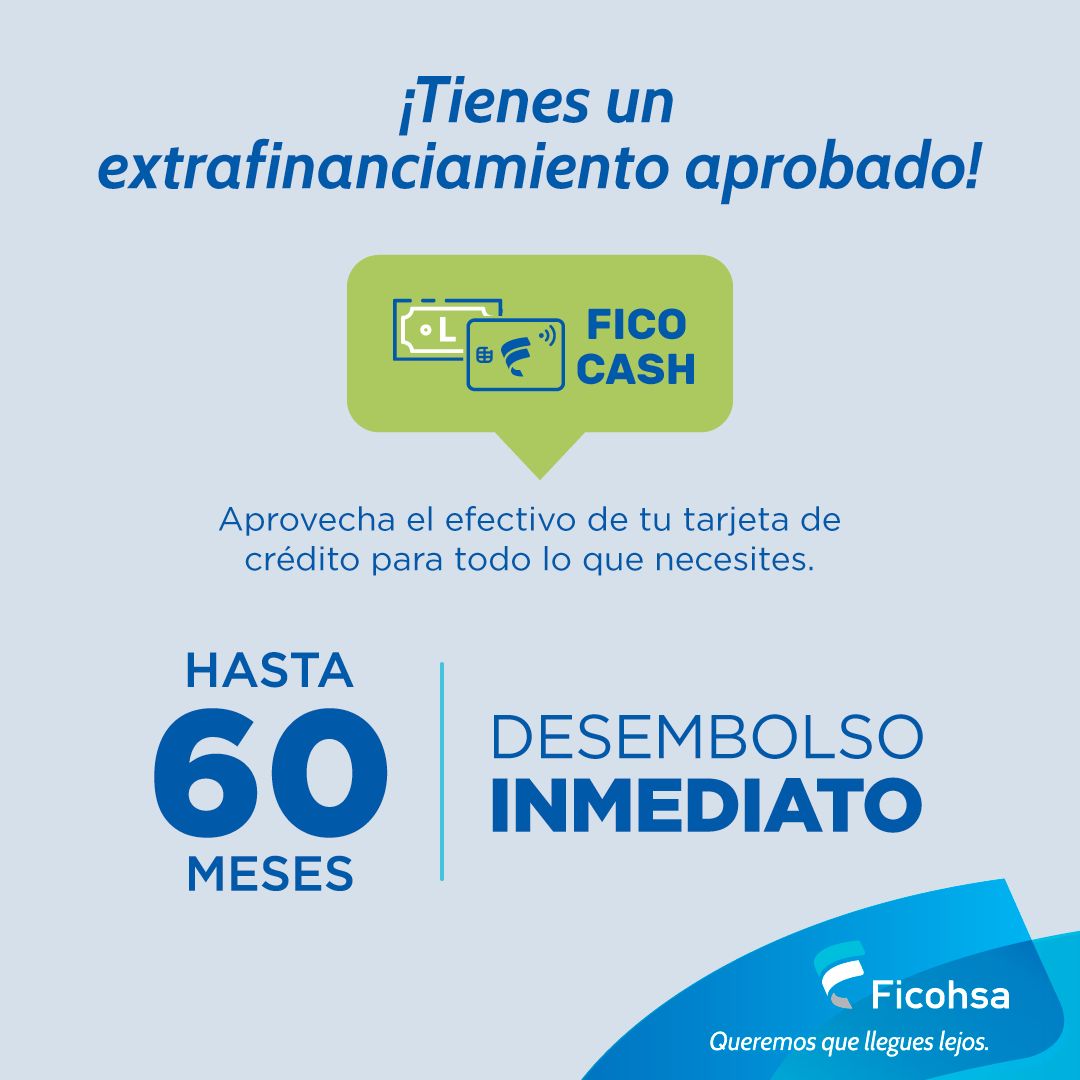 ¡Tienes un
extrafinanciamiento aprobado!
L
FICO
CASH
Aprovecha el efectivo de tu tarjeta de
crédito para todo lo que necesites.
HASTA
60
MESES
DESEMBOLSO
INMEDIATO
Ficohsa
Queremos que llegues lejos.